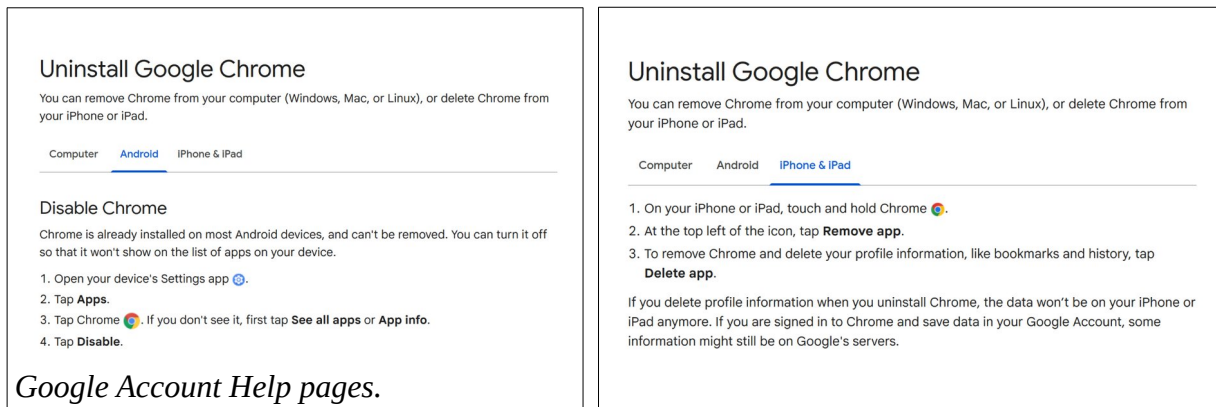 Uninstall Google Chrome
You can remove Chrome from your computer (Windows, Mac, or Linux), or delete Chrome from
your iPhone or iPad.
Computer Android iPhone & iPad
Disable Chrome
Chrome is already installed on most Android devices, and can't be removed. You can turn it off
so that it won't show on the list of apps on your device.
1. Open your device's Settings app.
2. Tap Apps.
3. Tap Chrome. If you don't see it, first tap See all apps or App info.
4. Tap Disable.
Google Account Help pages.
Uninstall Google Chrome
You can remove Chrome from your computer (Windows, Mac, or Linux), or delete Chrome from
your iPhone or iPad.
Computer Android iPhone & iPad
1. On your iPhone or iPad, touch and hold Chrome.
2. At the top left of the icon, tap Remove app.
3. To remove Chrome and delete your profile information, like bookmarks and history, tap
Delete app.
If you delete profile information when you uninstall Chrome, the data won't be on your iPhone or
iPad anymore. If you are signed in to Chrome and save data in your Google Account, some
information might still be on Google's servers.